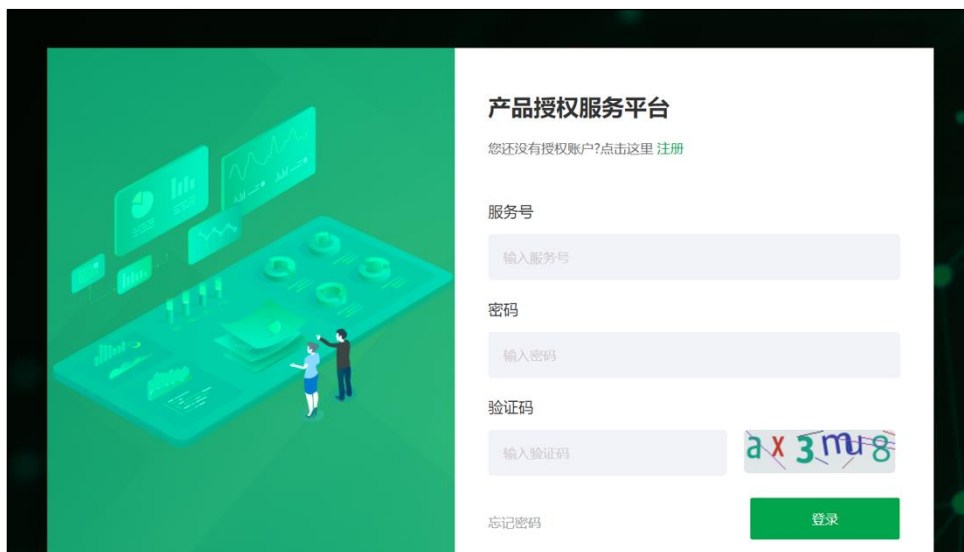 产品授权服务平台
您还没有授权账户?点击这里 注册
服务号
输入服务号
密码
输入密码
验证码
输入验证码
ax3mu8
忘记密码
登录